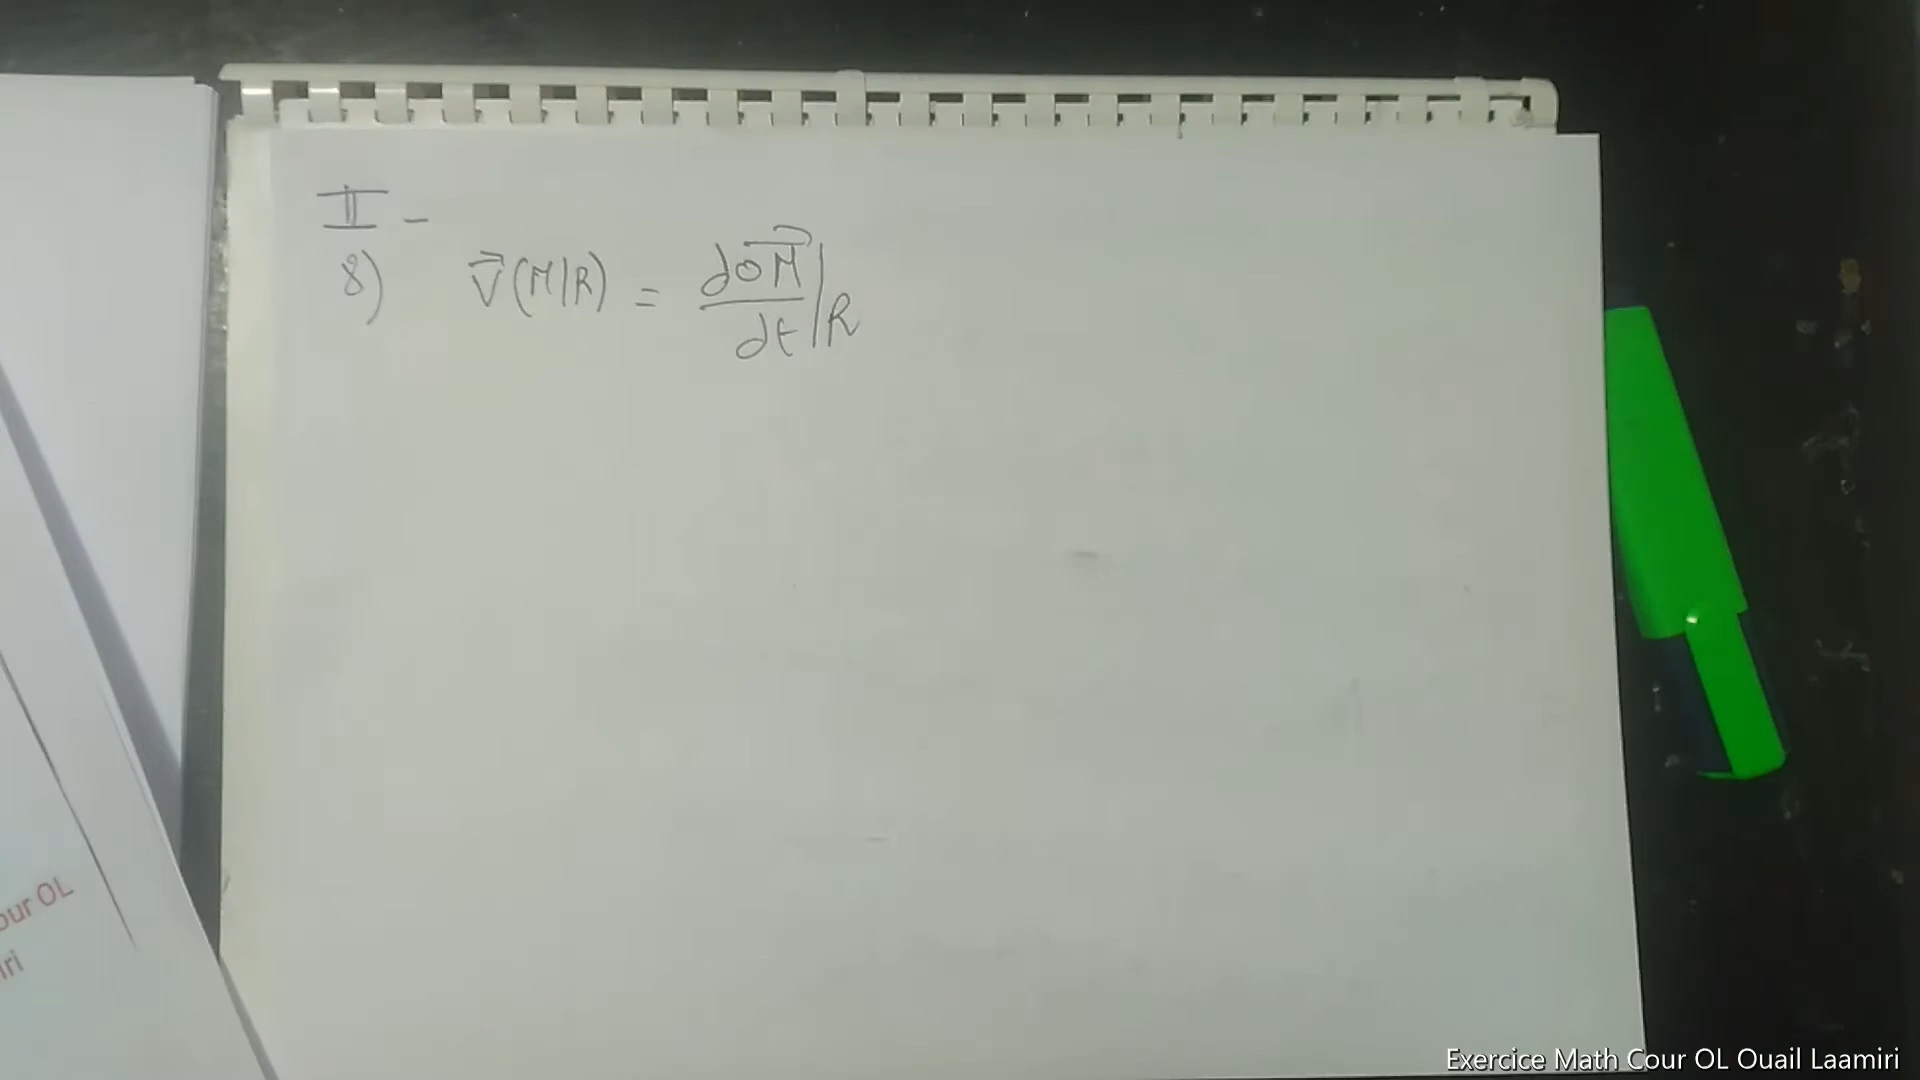 II -
8) V⃗(M/R) = dOM⃗/dt|R
our OL
iri
Exercice Math Cour OL Ouail Laamiri